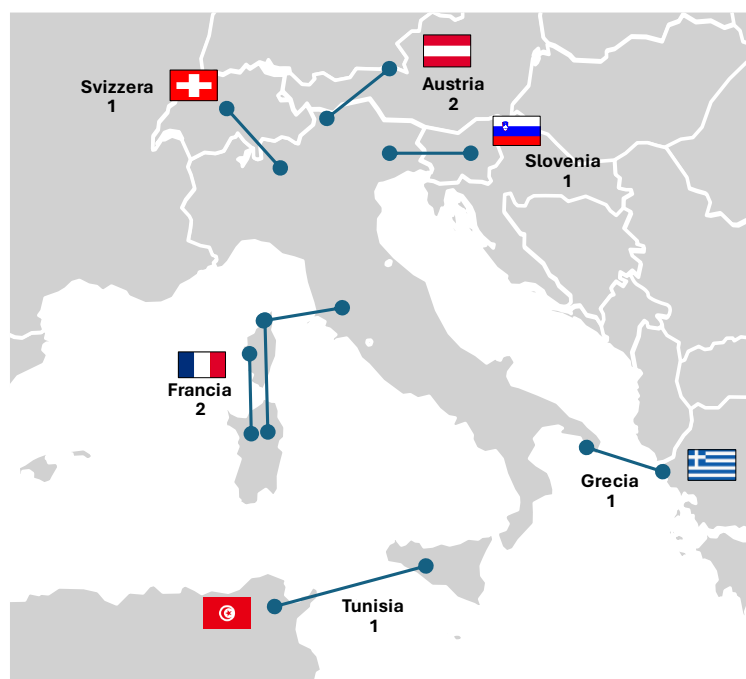 Svizzera
1
Austria
2
Slovenia
1
Francia
2
Grecia
1
Tunisia
1